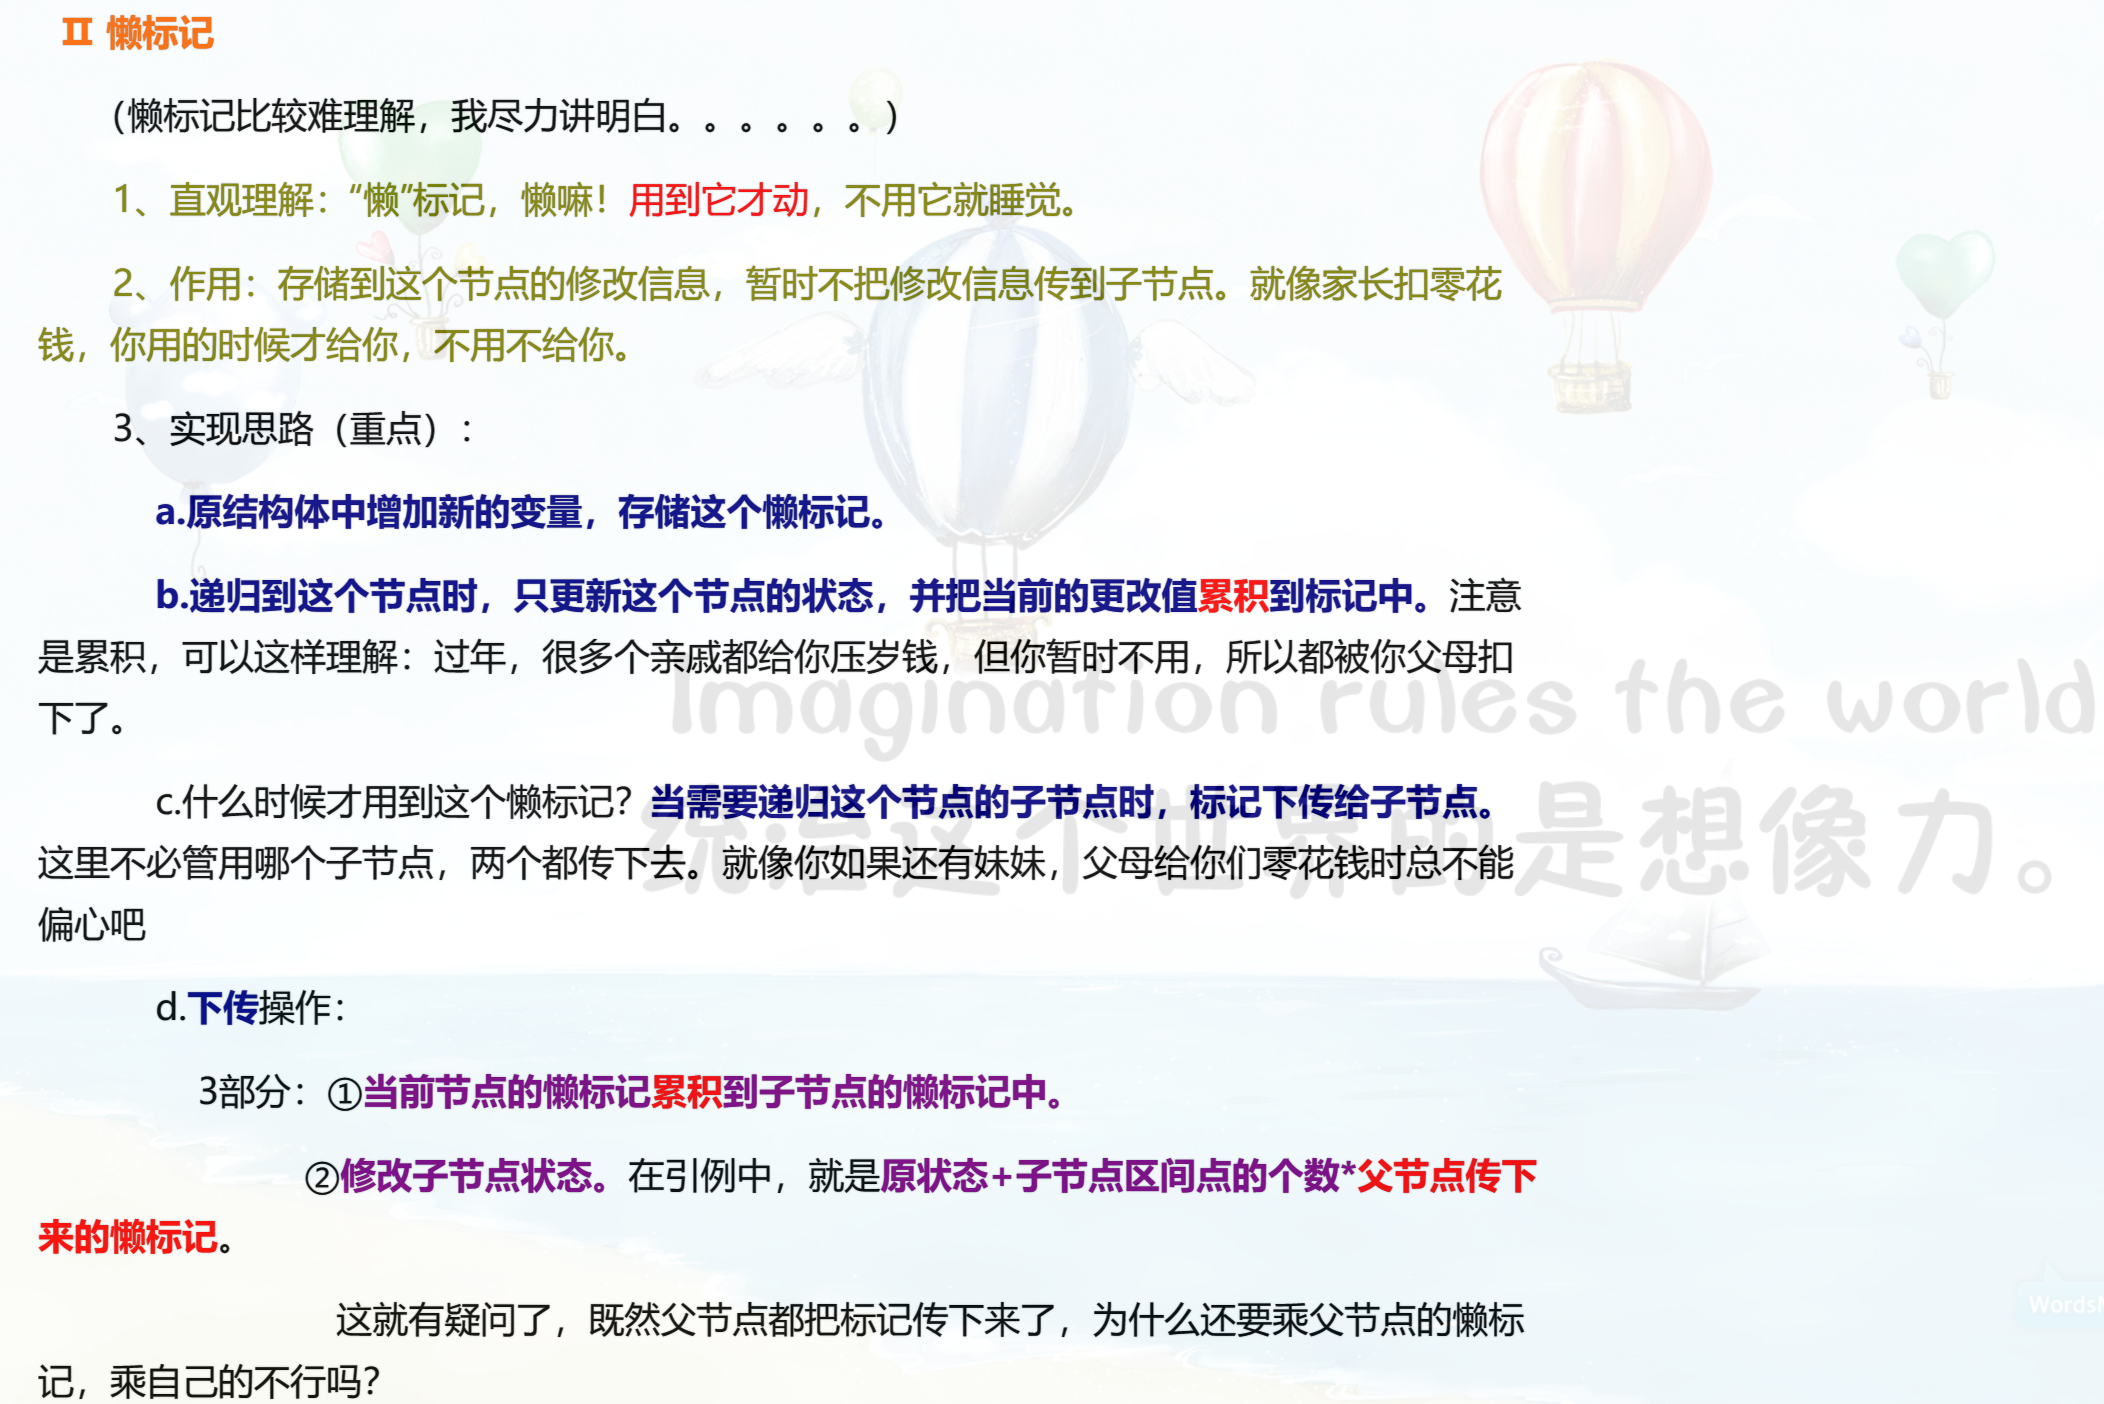 Ⅱ 懒标记
（懒标记比较难理解，我尽力讲明白。。。。。。）
1、直观理解：“懒”标记，懒嘛！用到它才动，不用它就睡觉。
2、作用：存储到这个节点的修改信息，暂时不把修改信息传到子节点。就像家长扣零花
钱，你用的时候才给你，不用不给你。
3、实现思路（重点）：
a.原结构体中增加新的变量，存储这个懒标记。
b.递归到这个节点时，只更新这个节点的状态，并把当前的更改值累积到标记中。注意
是累积，可以这样理解：过年，很多个亲戚都给你压岁钱，但你暂时不用，所以都被你父母扣
下了。
Imagination rules the world
c.什么时候才用到这个懒标记？当需要递归这个节点的子节点时，标记下传给子节点。
统治这个世界的是想像力。
这里不必管用哪个子节点，两个都传下去。就像你如果还有妹妹，父母给你们零花钱时总不能
偏心吧
d.下传操作：
3部分：①当前节点的懒标记累积到子节点的懒标记中。
②修改子节点状态。在引例中，就是原状态+子节点区间点的个数*父节点传下
来的懒标记。
这就有疑问了，既然父节点都把标记传下来了，为什么还要乘父节点的懒标
记，乘自己的不行吗？